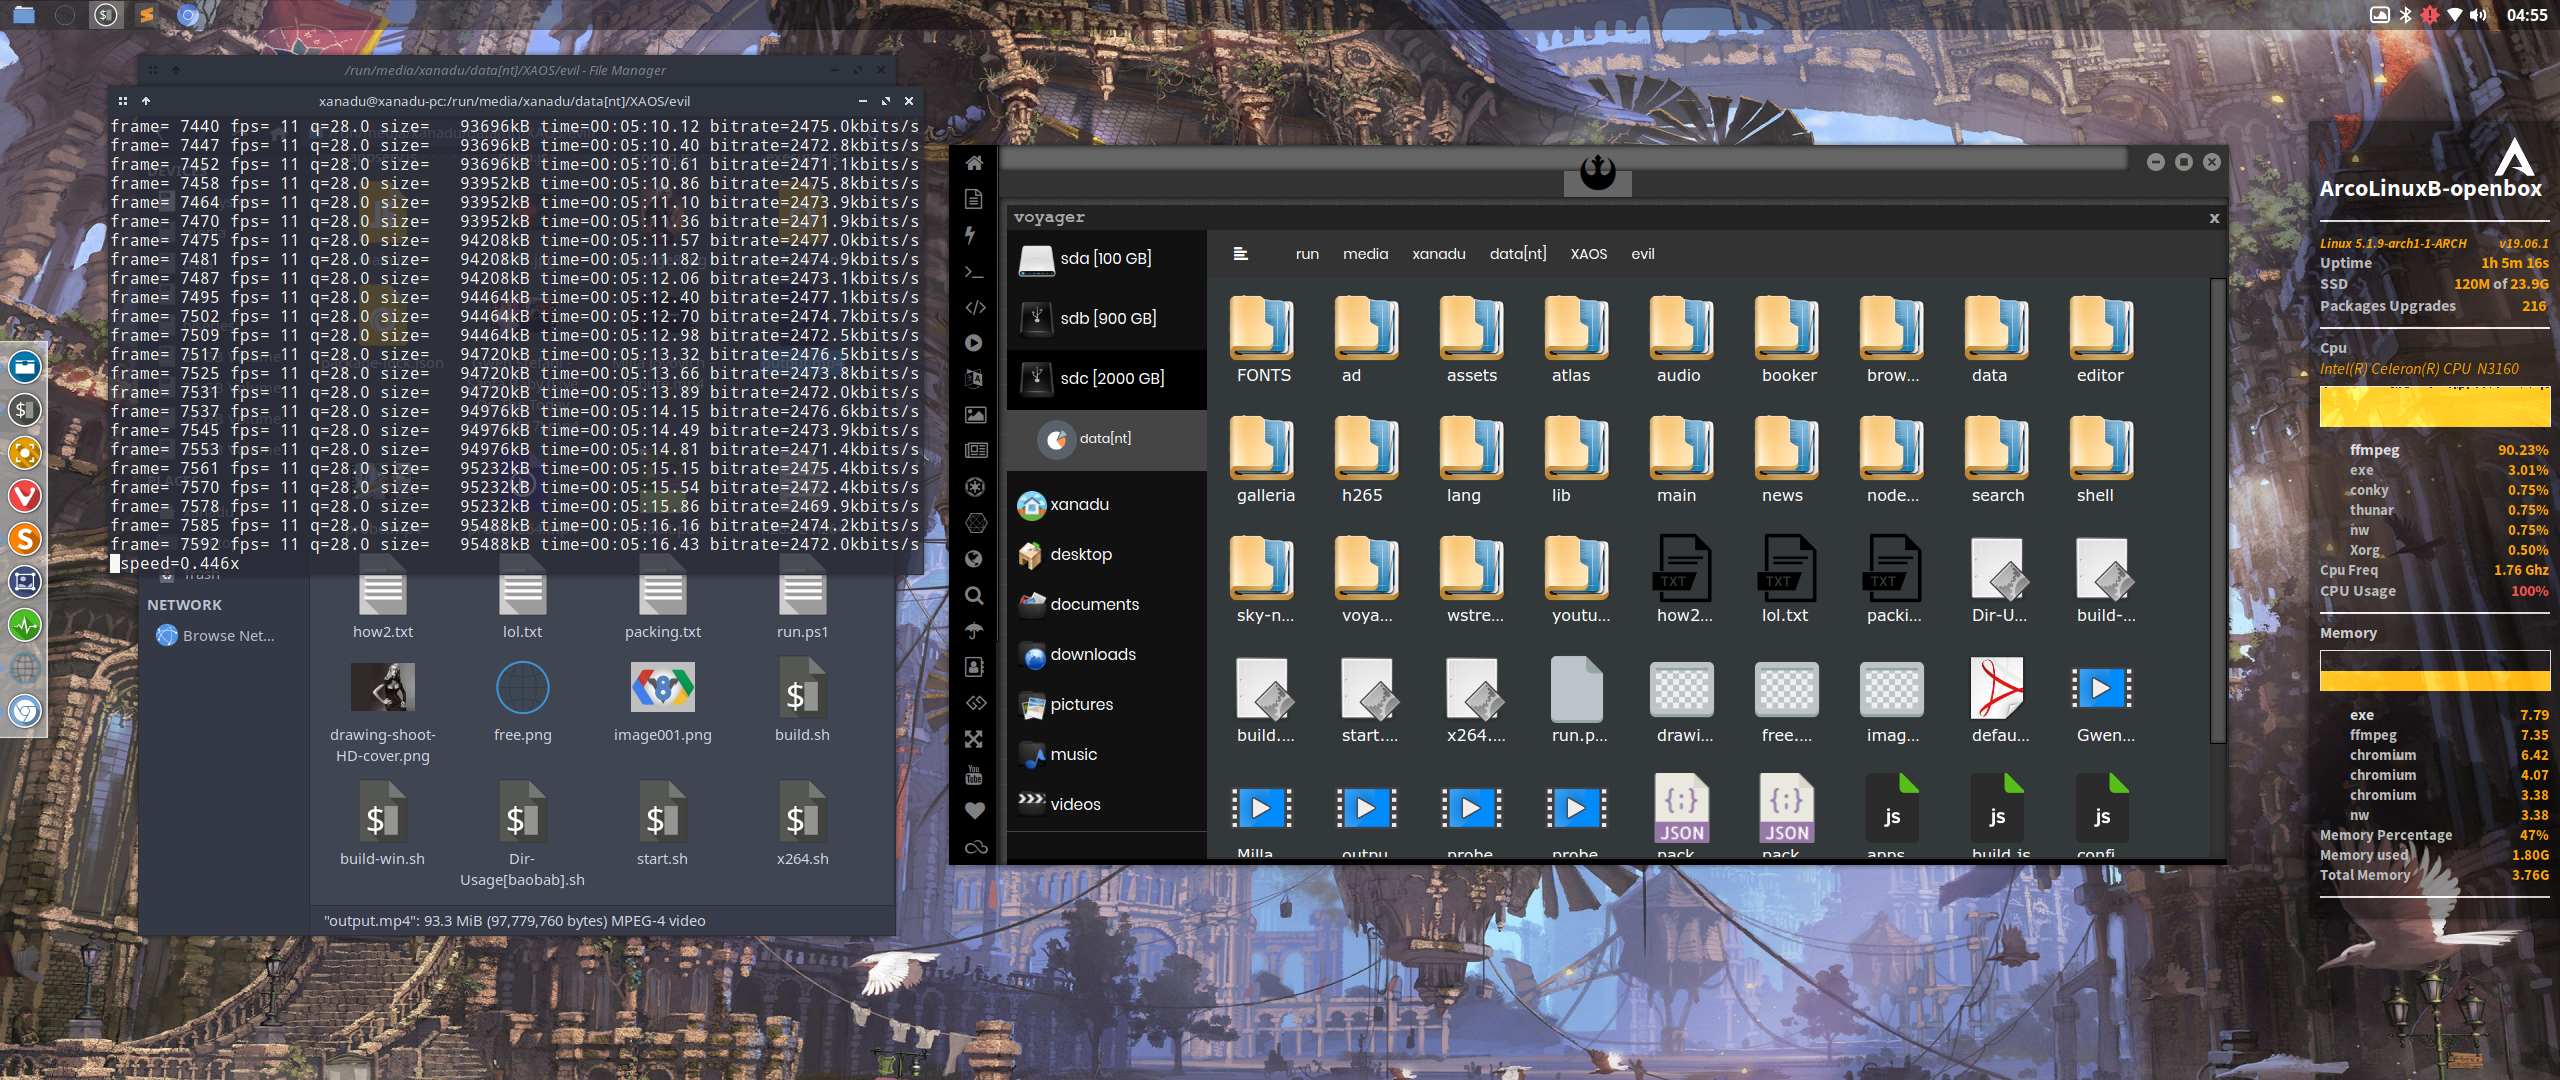 04:55
/run/media/xanadu/data[nt]/XAOS/evil - File Manager
xanadu@xanadu-pc:/run/media/xanadu/data[nt]/XAOS/evil
frame= 7440 fps= 11 q=28.0 size=   93696kB time=00:05:10.12 bitrate=2475.0kbits/s
frame= 7447 fps= 11 q=28.0 size=   93696kB time=00:05:10.40 bitrate=2472.8kbits/s
frame= 7452 fps= 11 q=28.0 size=   93696kB time=00:05:10.61 bitrate=2471.1kbits/s
frame= 7458 fps= 11 q=28.0 size=   93952kB time=00:05:10.86 bitrate=2475.8kbits/s
frame= 7464 fps= 11 q=28.0 size=   93952kB time=00:05:11.10 bitrate=2473.9kbits/s
frame= 7470 fps= 11 q=28.0 size=   93952kB time=00:05:11.36 bitrate=2471.9kbits/s
frame= 7475 fps= 11 q=28.0 size=   94208kB time=00:05:11.57 bitrate=2477.0kbits/s
frame= 7481 fps= 11 q=28.0 size=   94208kB time=00:05:11.82 bitrate=2474.9kbits/s
frame= 7487 fps= 11 q=28.0 size=   94208kB time=00:05:12.06 bitrate=2473.1kbits/s
frame= 7495 fps= 11 q=28.0 size=   94464kB time=00:05:12.40 bitrate=2477.1kbits/s
frame= 7502 fps= 11 q=28.0 size=   94464kB time=00:05:12.70 bitrate=2474.7kbits/s
frame= 7509 fps= 11 q=28.0 size=   94464kB time=00:05:12.98 bitrate=2472.5kbits/s
frame= 7517 fps= 11 q=28.0 size=   94720kB time=00:05:13.32 bitrate=2476.5kbits/s
frame= 7525 fps= 11 q=28.0 size=   94720kB time=00:05:13.66 bitrate=2473.8kbits/s
frame= 7531 fps= 11 q=28.0 size=   94720kB time=00:05:13.89 bitrate=2472.0kbits/s
frame= 7537 fps= 11 q=28.0 size=   94976kB time=00:05:14.15 bitrate=2476.6kbits/s
frame= 7545 fps= 11 q=28.0 size=   94976kB time=00:05:14.49 bitrate=2473.9kbits/s
frame= 7553 fps= 11 q=28.0 size=   94976kB time=00:05:14.81 bitrate=2471.4kbits/s
frame= 7561 fps= 11 q=28.0 size=   95232kB time=00:05:15.15 bitrate=2475.4kbits/s
frame= 7570 fps= 11 q=28.0 size=   95232kB time=00:05:15.54 bitrate=2472.4kbits/s
frame= 7578 fps= 11 q=28.0 size=   95232kB time=00:05:15.86 bitrate=2469.9kbits/s
frame= 7585 fps= 11 q=28.0 size=   95488kB time=00:05:16.16 bitrate=2474.2kbits/s
frame= 7592 fps= 11 q=28.0 size=   95488kB time=00:05:16.43 bitrate=2472.0kbits/s
speed=0.446x
Trash
NETWORK
Browse Net...
how2.txt lol.txt packing.txt run.ps1
drawing-shoot-HD-cover.png free.png image001.png build.sh
build-win.sh Dir-Usage[baobab].sh start.sh x264.sh
"output.mp4": 93.3 MiB (97,779,760 bytes) MPEG-4 video
voyager x
sda [100 GB]
sdb [900 GB]
sdc [2000 GB]
data[nt]
xanadu
desktop
documents
downloads
pictures
music
videos
You Tube
run media xanadu data[nt] XAOS evil
FONTS ad assets atlas audio booker brow... data editor
galleria h265 lang lib main news node... search shell
TXT TXT TXT
sky-n... voya... wstre... youtu... how2... lol.txt packi... Dir-U... build-...
build.... start.... x264.... run.p... drawi... free.... imag... defau... Gwen...
{;} {;} js js js
JSON JSON
Milla outpu probe probe pack pack apps build.js confi
ArcoLinuxB-openbox
Linux 5.1.9-arch1-1-ARCH v19.06.1
Uptime 1h 5m 16s
SSD 120M of 23.9G
Packages Upgrades 216
Cpu
Intel(R) Celeron(R) CPU N3160
ffmpeg 90.23%
exe 3.01%
conky 0.75%
thunar 0.75%
nw 0.75%
Xorg 0.50%
Cpu Freq 1.76 Ghz
CPU Usage 100%
Memory
exe 7.79
ffmpeg 7.35
chromium 6.42
chromium 4.07
chromium 3.38
nw 3.38
Memory Percentage 47%
Memory used 1.80G
Total Memory 3.76G